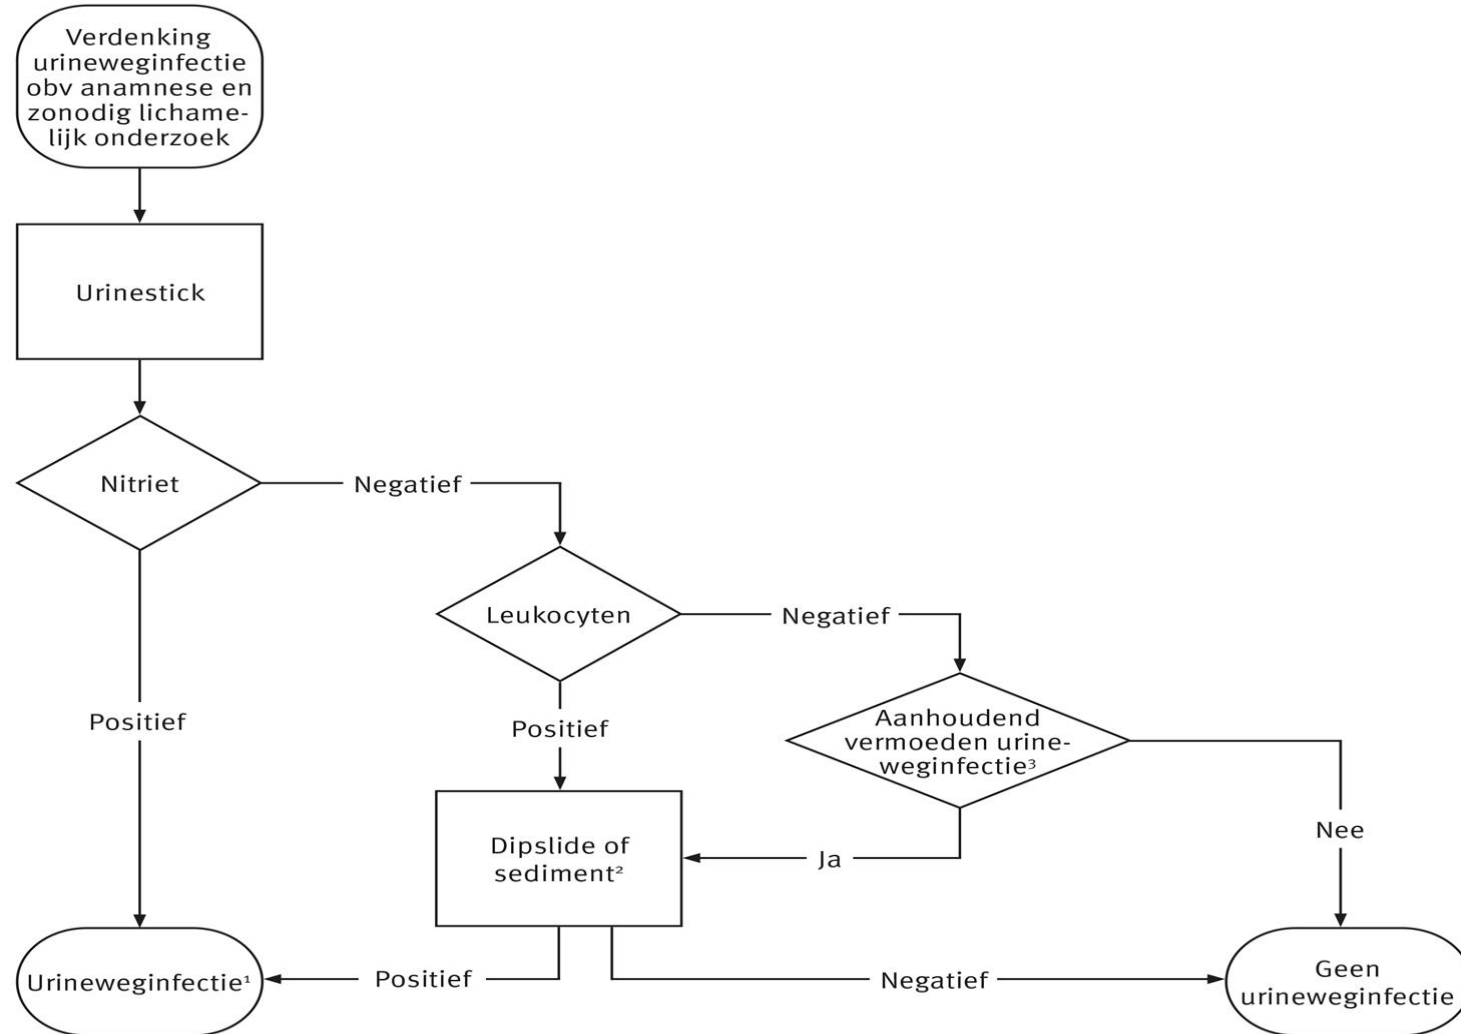 Verdenking
urineweginfectie
obv anamnese en
zonodig lichame-
lijk onderzoek
Urinestick
Nitriet
Negatief
Leukocyten
Negatief
Positief
Positief
Aanhoudend
vermoeden urine-
weginfectie³
Nee
Dipslide of
sediment²
Ja
Urineweginfectie¹
Positief
Negatief
Geen
urineweginfectie